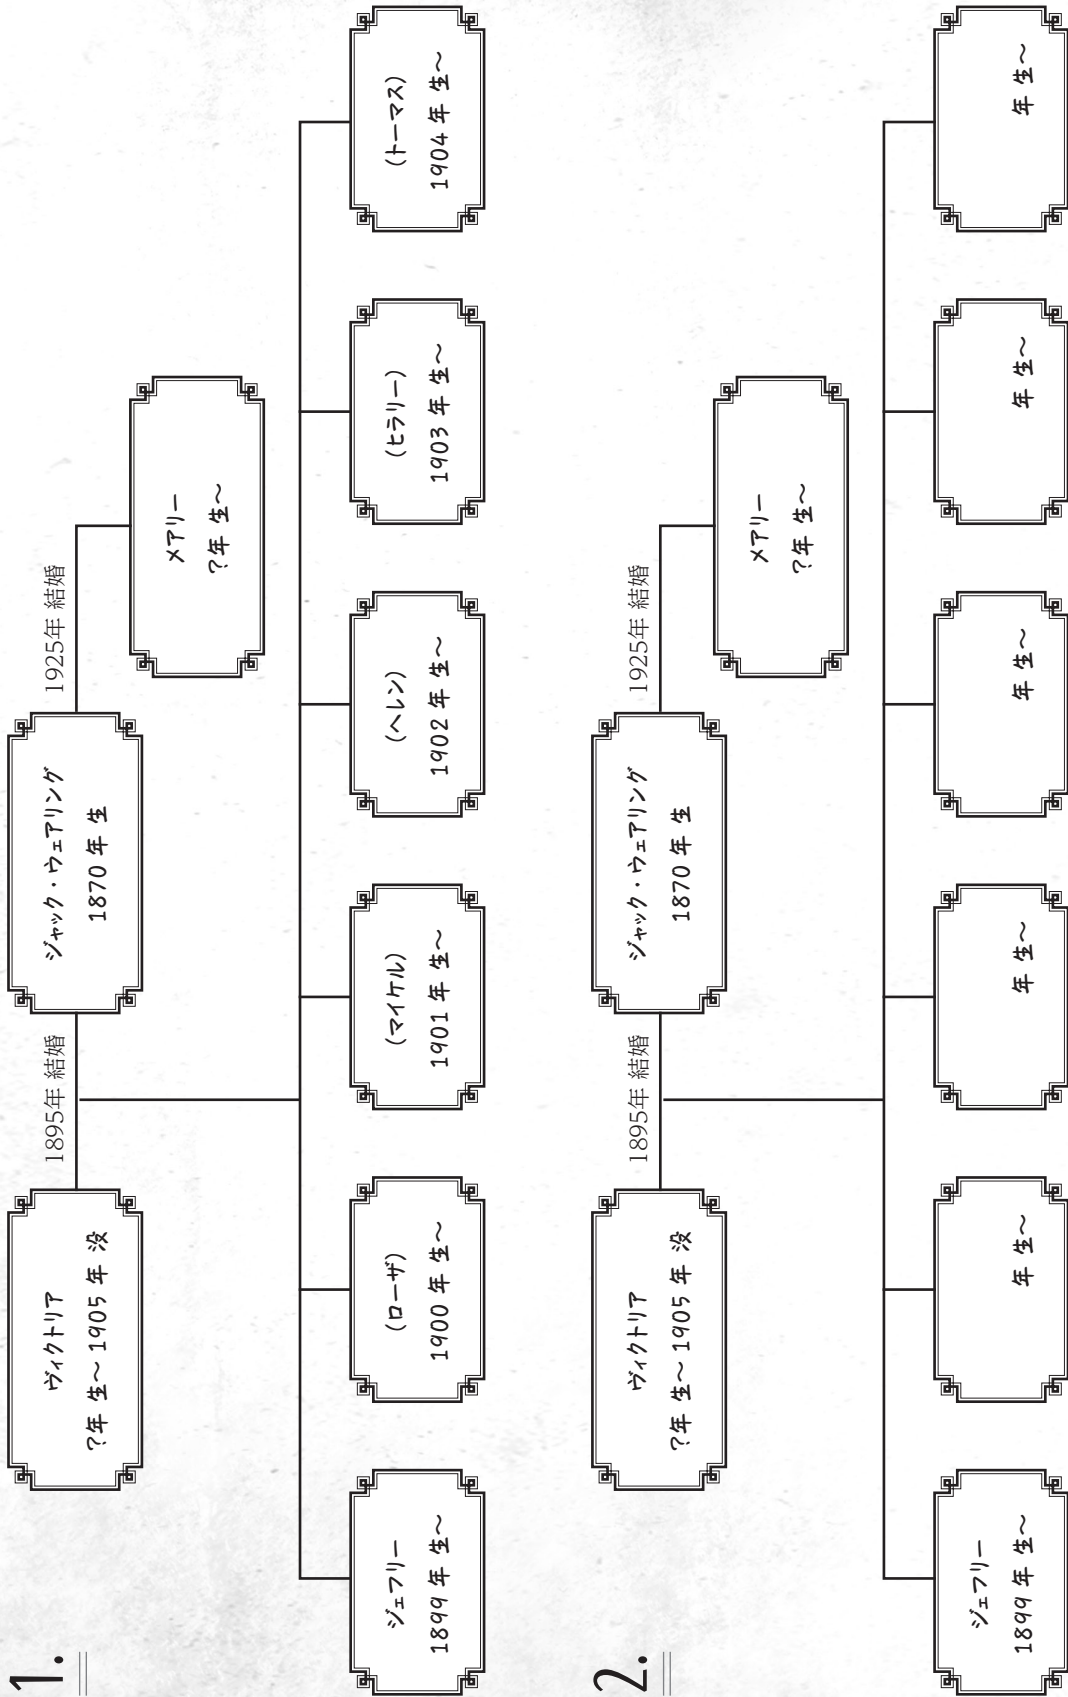 1.
ヴィクトリア
?年 生〜 1905 年 没
1895年 結婚
ジャック・ウェアリング
1870 年 生
1925年 結婚
メアリー
?年 生〜
ジェフリー
1899 年 生〜
(ローザ)
1900 年 生〜
(マイケル)
1901 年 生〜
(ヘレン)
1902 年 生〜
(ヒラリー)
1903 年 生〜
(トーマス)
1904 年 生〜
2.
ヴィクトリア
?年 生〜 1905 年 没
1895年 結婚
ジャック・ウェアリング
1870 年 生
1925年 結婚
メアリー
?年 生〜
ジェフリー
1899 年 生〜
年 生〜
年 生〜
年 生〜
年 生〜
年 生〜